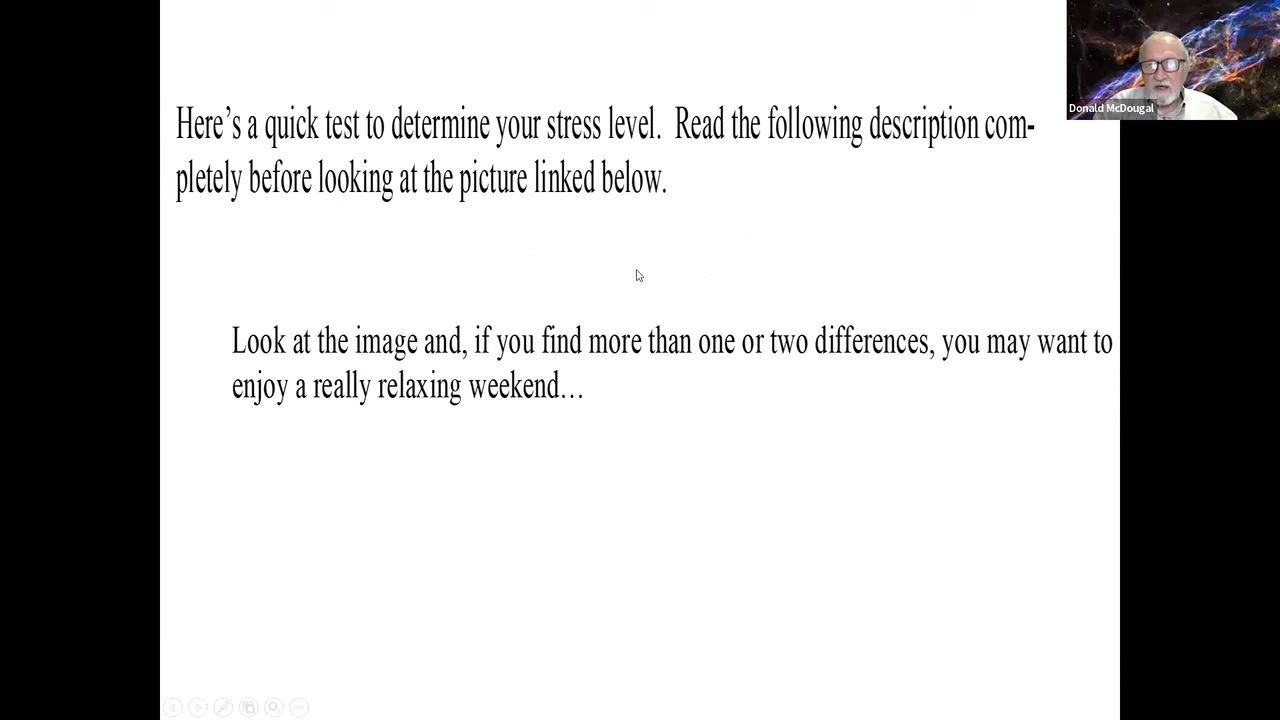 Here’s a quick test to determine your stress level.  Read the following description com-
pletely before looking at the picture linked below.
Look at the image and, if you find more than one or two differences, you may want to
enjoy a really relaxing weekend…
Donald McDougal